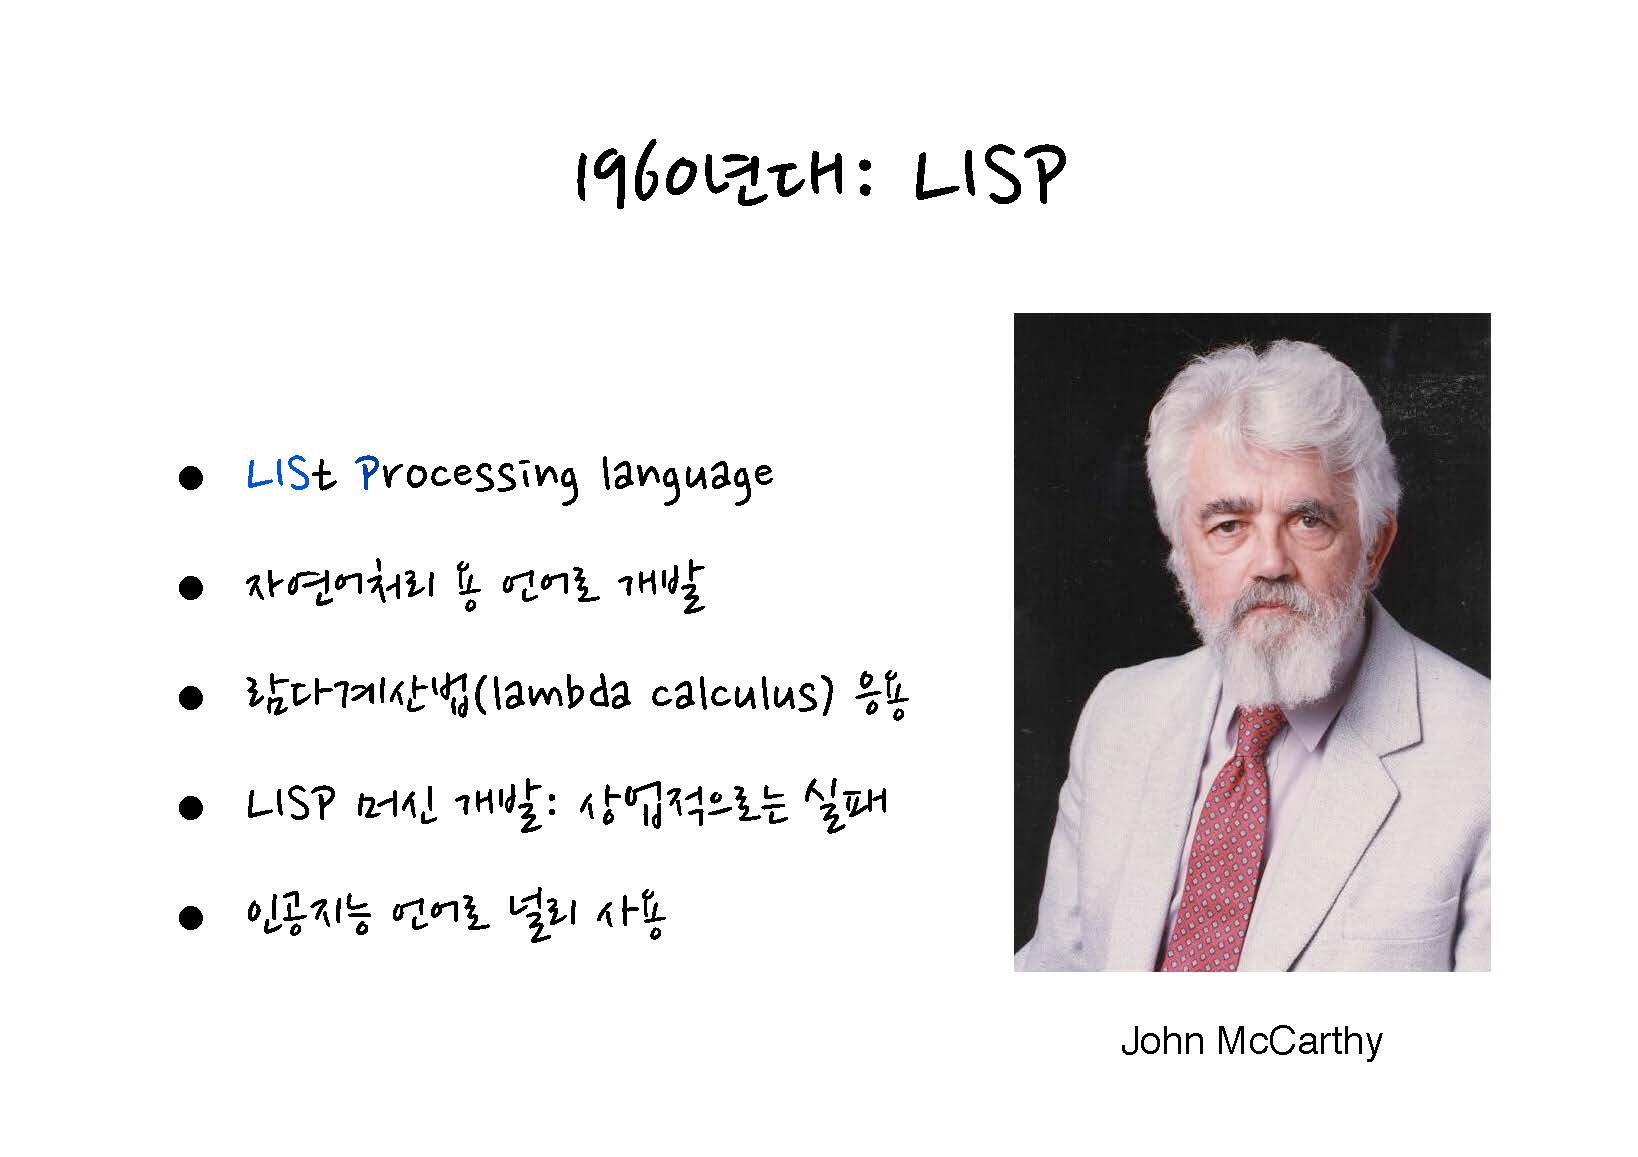 1960년대: LISP
LISt Processing language
자연어처리 용 언어로 개발
람다계산법(lambda calculus) 응용
LISP 머신 개발: 상업적으로는 실패
인공지능 언어로 널리 사용
John McCarthy